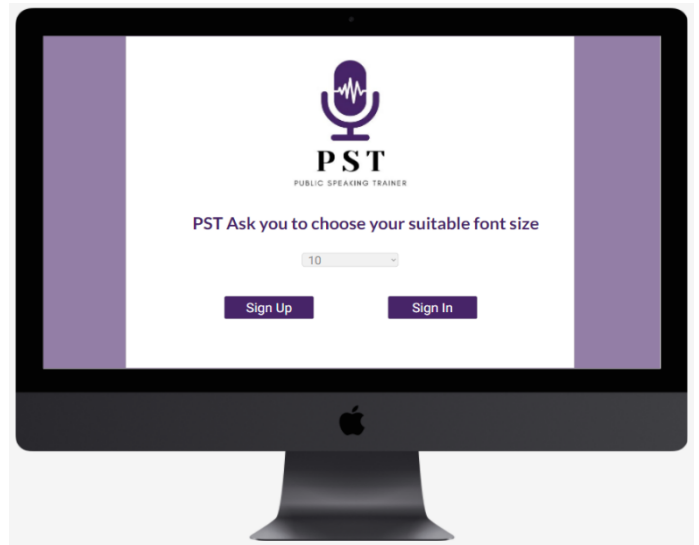 PST
PUBLIC SPEAKING TRAINER
PST Ask you to choose your suitable font size
10
Sign Up
Sign In